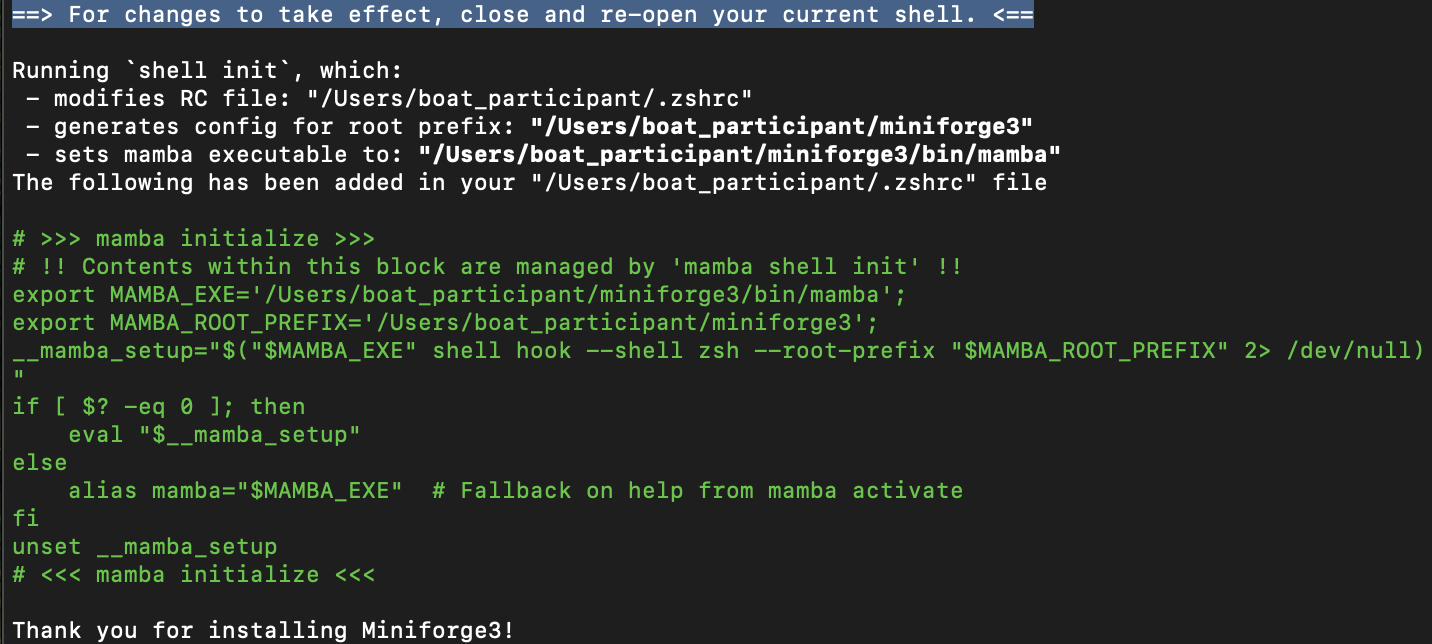 ==> For changes to take effect, close and re-open your current shell. <==

Running `shell init`, which:
 - modifies RC file: "/Users/boat_participant/.zshrc"
 - generates config for root prefix: "/Users/boat_participant/miniforge3"
 - sets mamba executable to: "/Users/boat_participant/miniforge3/bin/mamba"
The following has been added in your "/Users/boat_participant/.zshrc" file

# >>> mamba initialize >>>
# !! Contents within this block are managed by 'mamba shell init' !!
export MAMBA_EXE='/Users/boat_participant/miniforge3/bin/mamba';
export MAMBA_ROOT_PREFIX='/Users/boat_participant/miniforge3';
__mamba_setup="$("$MAMBA_EXE" shell hook --shell zsh --root-prefix "$MAMBA_ROOT_PREFIX" 2> /dev/null)
"
if [ $? -eq 0 ]; then
    eval "$__mamba_setup"
else
    alias mamba="$MAMBA_EXE"  # Fallback on help from mamba activate
fi
unset __mamba_setup
# <<< mamba initialize <<<

Thank you for installing Miniforge3!